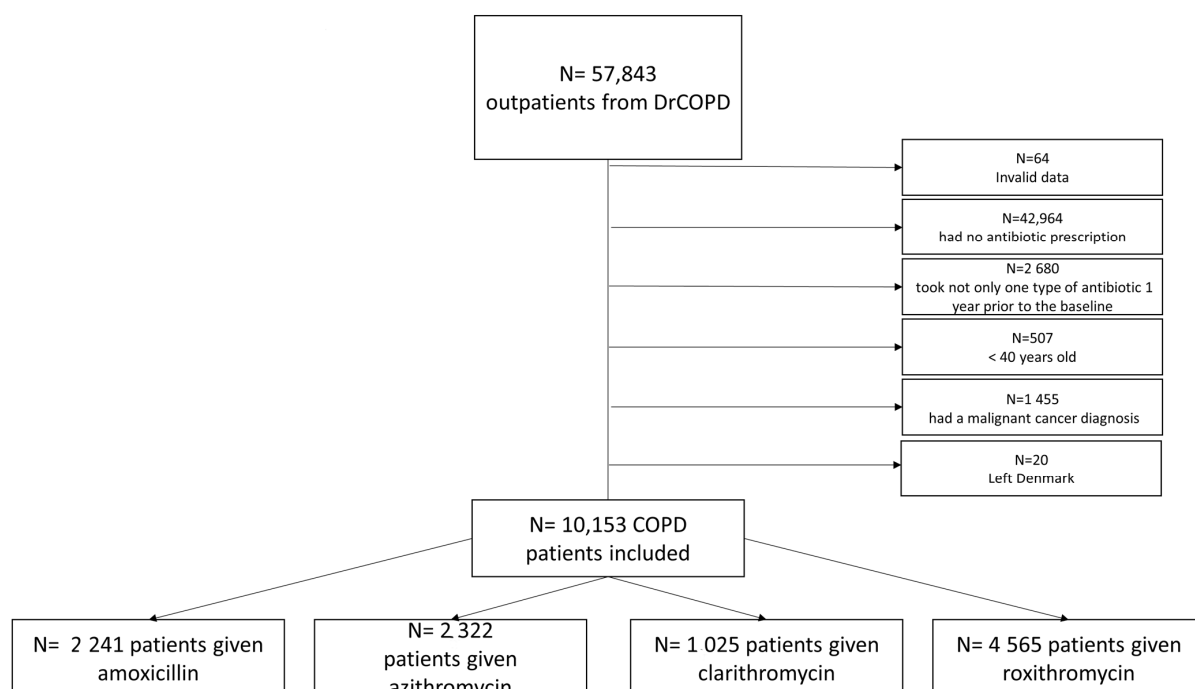 N= 57,843
outpatients from DrCOPD
N=64
Invalid data
N=42,964
had no antibiotic prescription
N=2 680
took not only one type of antibiotic 1
year prior to the baseline
N=507
< 40 years old
N=1 455
had a malignant cancer diagnosis
N=20
Left Denmark
N= 10,153 COPD
patients included
N= 2 241 patients given
amoxicillin
N= 2 322
patients given
azithromycin
N= 1 025 patients given
clarithromycin
N= 4 565 patients given
roxithromycin